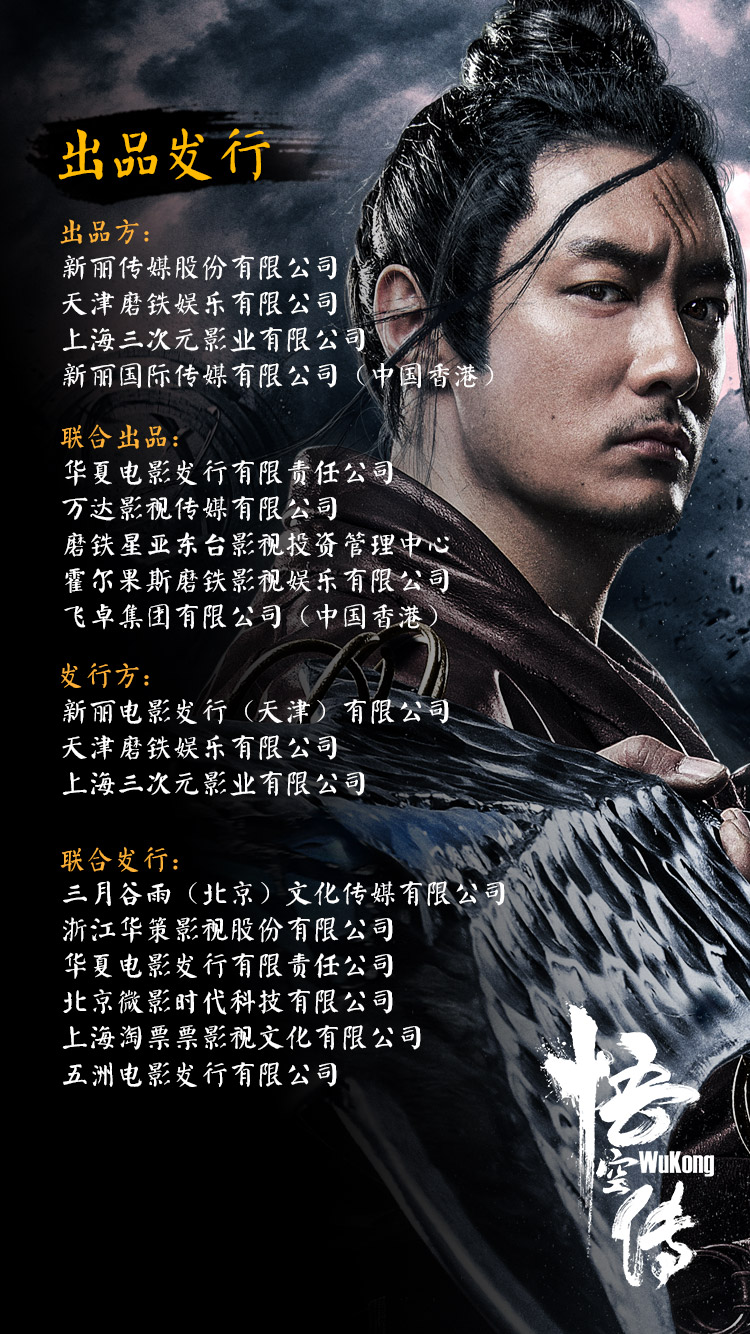 出品发行
出品方：
新丽传媒股份有限公司
天津磨铁娱乐有限公司
上海三次元影业有限公司
新丽国际传媒有限公司（中国香港）
联合出品：
华夏电影发行有限责任公司
万达影视传媒有限公司
磨铁星亚东台影视投资管理中心
霍尔果斯磨铁影视娱乐有限公司
飞卓集团有限公司（中国香港）
发行方：
新丽电影发行（天津）有限公司
天津磨铁娱乐有限公司
上海三次元影业有限公司
联合发行：
三月谷雨（北京）文化传媒有限公司
浙江华策影视股份有限公司
华夏电影发行有限责任公司
北京微影时代科技有限公司
上海淘票票影视文化有限公司
五洲电影发行有限公司
悟空传
WuKong